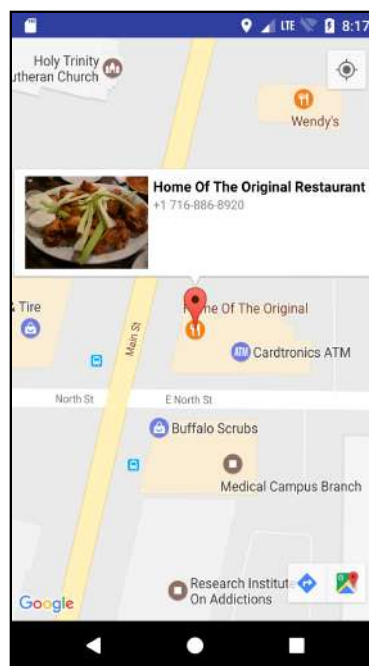 LTE 8:17
Holy Trinity
utheran Church
Wendy's
Home Of The Original Restaurant
+1 716-886-8920
& Tire
me Of The Original
Main St
ATM Cardtronics ATM
North St
E North St
Buffalo Scrubs
Medical Campus Branch
Research Institute
On Addictions
Google